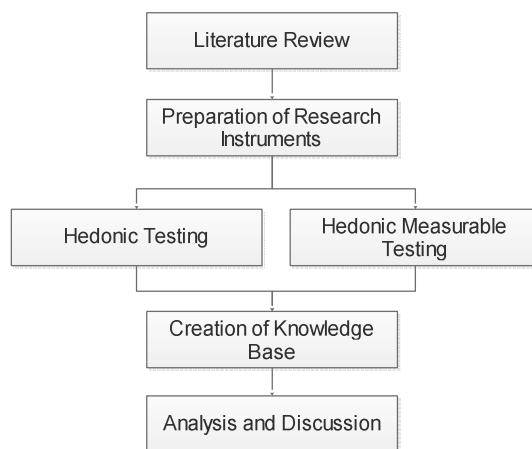 Literature Review
Preparation of Research
Instruments
Hedonic Testing
Hedonic Measurable
Testing
Creation of Knowledge
Base
Analysis and Discussion